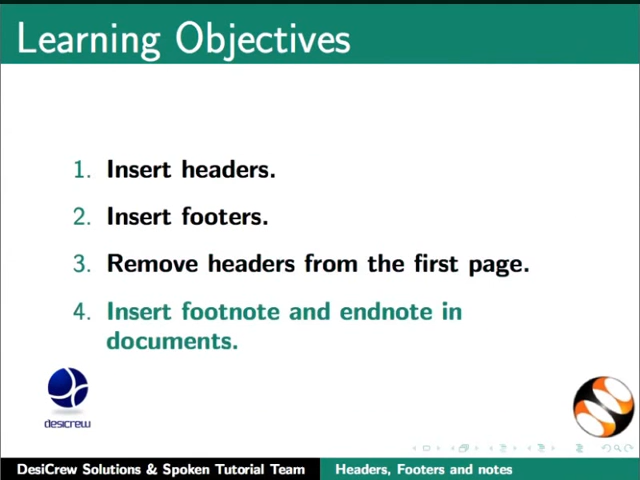 Learning Objectives
1. Insert headers.
2. Insert footers.
3. Remove headers from the first page.
4. Insert footnote and endnote in
documents.
desicrew
DesiCrew Solutions & Spoken Tutorial Team
Headers, Footers and notes